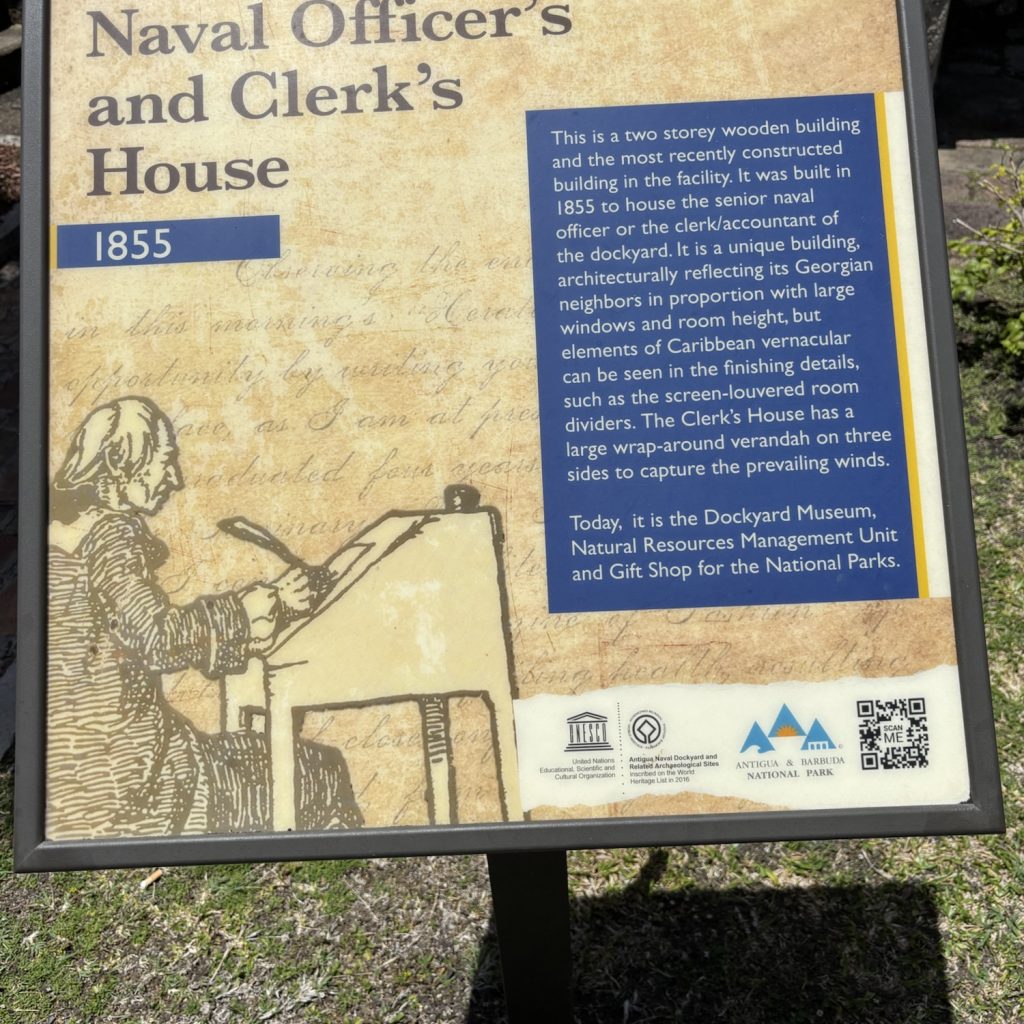 Naval Officer's
and Clerk's
House
1855
This is a two storey wooden building
and the most recently constructed
building in the facility. It was built in
1855 to house the senior naval
officer or the clerk/accountant of
the dockyard. It is a unique building,
architecturally reflecting its Georgian
neighbors in proportion with large
windows and room height, but
elements of Caribbean vernacular
can be seen in the finishing details,
such as the screen-louvered room
dividers. The Clerk's House has a
large wrap-around verandah on three
sides to capture the prevailing winds.
Today, it is the Dockyard Museum,
Natural Resources Management Unit
and Gift Shop for the National Parks.
Observing the
in this morning's
opportunity by writing
as I am at
graduated four years
UNESCO
United Nations
Educational, Scientific and
Cultural Organization
Antigua Naval Dockyard and
Related Archaeological Sites
Inscribed on the World
Heritage List in 2016
ANTIGUA & BARBUDA
NATIONAL PARK
SCAN
ME